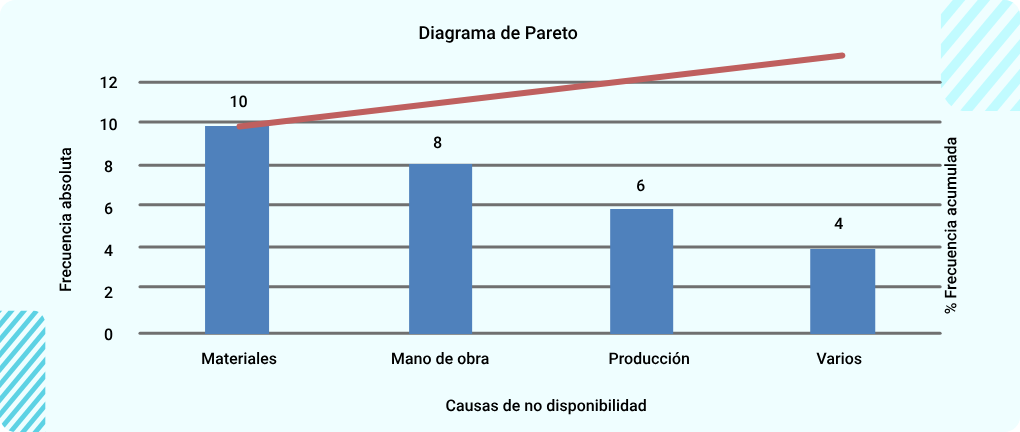 Diagrama de Pareto
12
10
8
6
4
2
0
Frecuencia absoluta
10
8
6
4
% Frecuencia acumulada
Materiales
Mano de obra
Producción
Varios
Causas de no disponibilidad